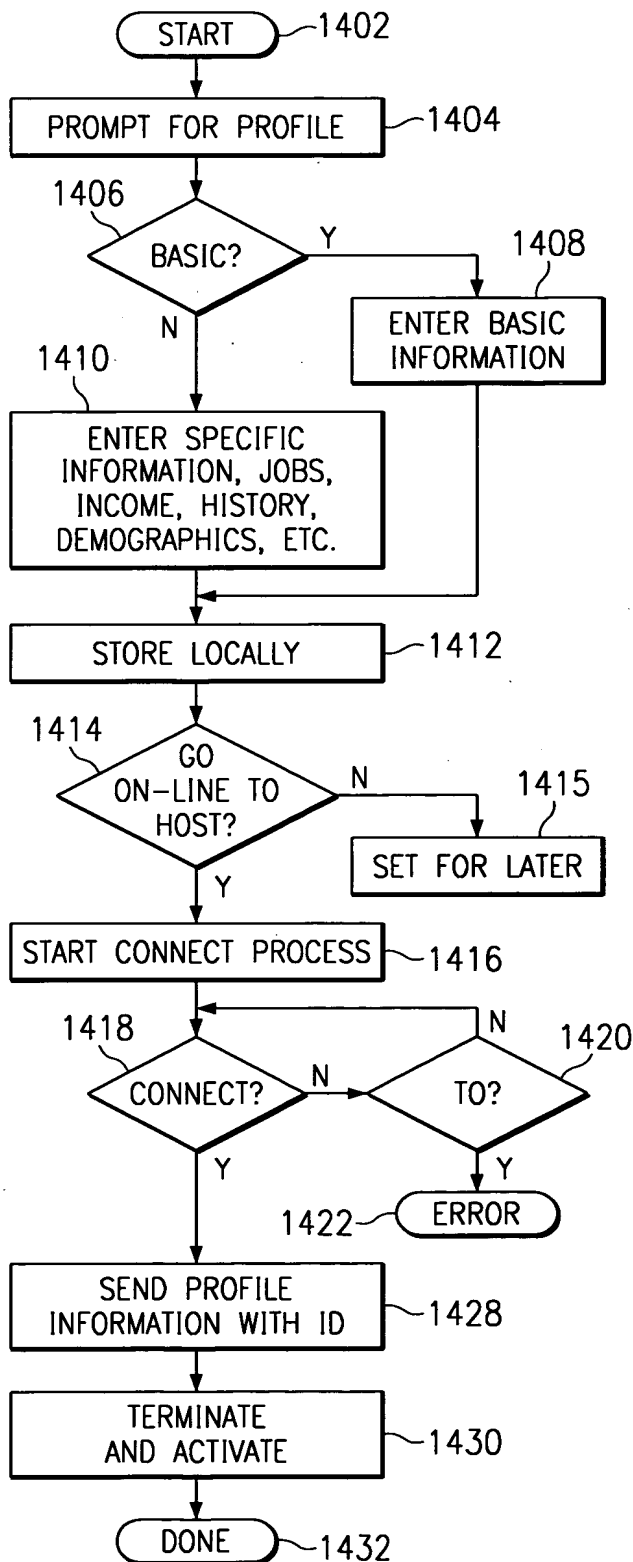 START
1402
PROMPT FOR PROFILE
1404
1406
BASIC?
Y
N
1408
ENTER BASIC
INFORMATION
1410
ENTER SPECIFIC
INFORMATION, JOBS,
INCOME, HISTORY,
DEMOGRAPHICS, ETC.
STORE LOCALLY
1412
1414
GO
ON-LINE TO
HOST?
N
Y
1415
SET FOR LATER
START CONNECT PROCESS
1416
1418
CONNECT?
N
Y
N
1420
TO?
Y
1422
ERROR
SEND PROFILE
INFORMATION WITH ID
1428
TERMINATE
AND ACTIVATE
1430
DONE
1432